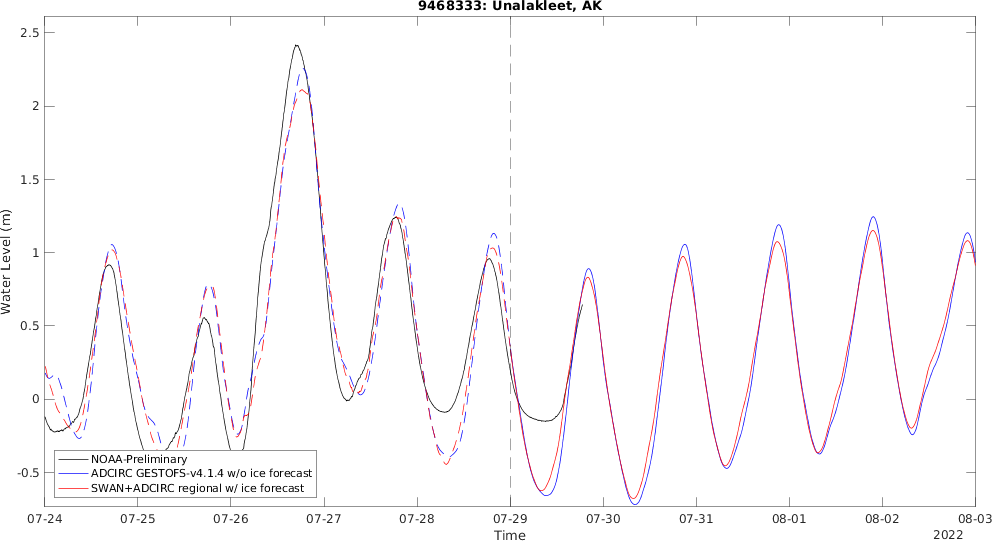 9468333: Unalakleet, AK
2.5
2
1.5
1
0.5
0
-0.5
Water Level (m)
NOAA-Preliminary
ADCIRC GESTOFS-v4.1.4 w/o ice forecast
SWAN+ADCIRC regional w/ ice forecast
07-24 07-25 07-26 07-27 07-28 07-29 07-30 07-31 08-01 08-02 08-03
Time
2022